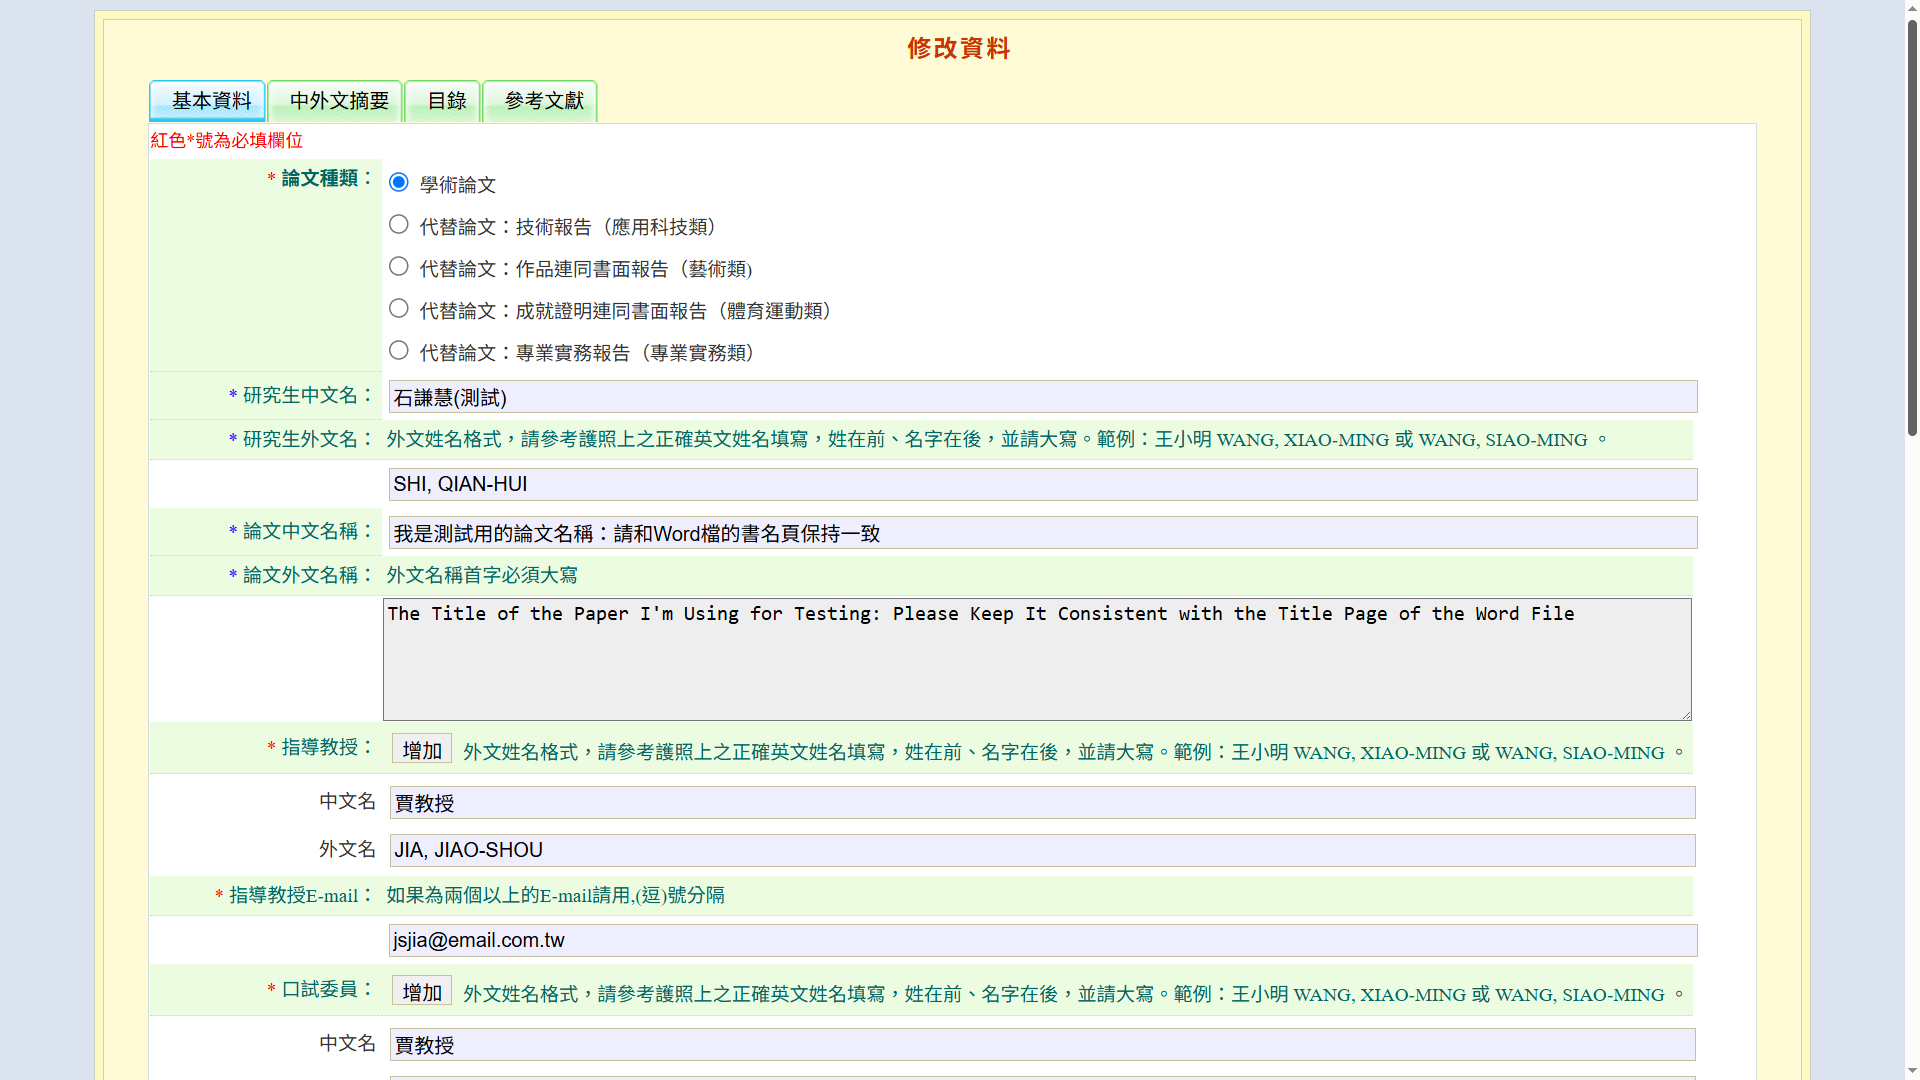 修改資料
基本資料 中外文摘要 目錄 參考文獻
紅色*號為必填欄位
* 論文種類： 學術論文
代替論文：技術報告（應用科技類）
代替論文：作品連同書面報告（藝術類)
代替論文：成就證明連同書面報告（體育運動類）
代替論文：專業實務報告（專業實務類）
* 研究生中文名： 石謙慧(測試)
* 研究生外文名： 外文姓名格式，請參考護照上之正確英文姓名填寫，姓在前、名字在後，並請大寫。範例：王小明 WANG, XIAO-MING 或 WANG, SIAO-MING 。
SHI, QIAN-HUI
* 論文中文名稱： 我是測試用的論文名稱：請和Word檔的書名頁保持一致
* 論文外文名稱： 外文名稱首字必須大寫
The Title of the Paper I'm Using for Testing: Please Keep It Consistent with the Title Page of the Word File
* 指導教授： 增加 外文姓名格式，請參考護照上之正確英文姓名填寫，姓在前、名字在後，並請大寫。範例：王小明 WANG, XIAO-MING 或 WANG, SIAO-MING 。
中文名 賈教授
外文名 JIA, JIAO-SHOU
* 指導教授E-mail： 如果為兩個以上的E-mail請用,(逗)號分隔
jsjia@email.com.tw
* 口試委員： 增加 外文姓名格式，請參考護照上之正確英文姓名填寫，姓在前、名字在後，並請大寫。範例：王小明 WANG, XIAO-MING 或 WANG, SIAO-MING 。
中文名 賈教授